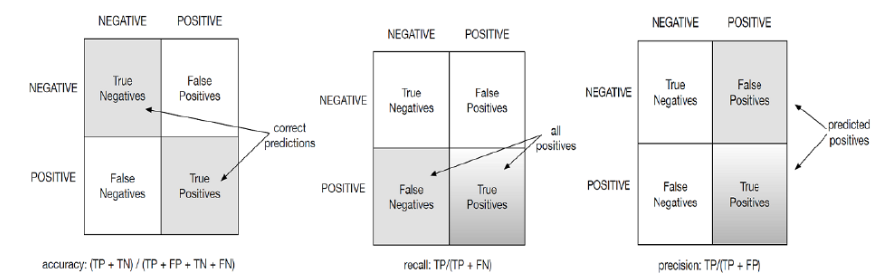 NEGATIVE POSITIVE
NEGATIVE
True
Negatives
False
Positives
correct
predictions
POSITIVE
False
Negatives
True
Positives
accuracy: (TP + TN) / (TP + FP + TN + FN)
NEGATIVE POSITIVE
NEGATIVE
True
Negatives
False
Positives
all
positives
POSITIVE
False
Negatives
True
Positives
recall: TP/(TP + FN)
NEGATIVE POSITIVE
NEGATIVE
True
Negatives
False
Positives
predicted
positives
POSITIVE
False
Negatives
True
Positives
precision: TP/(TP + FP)